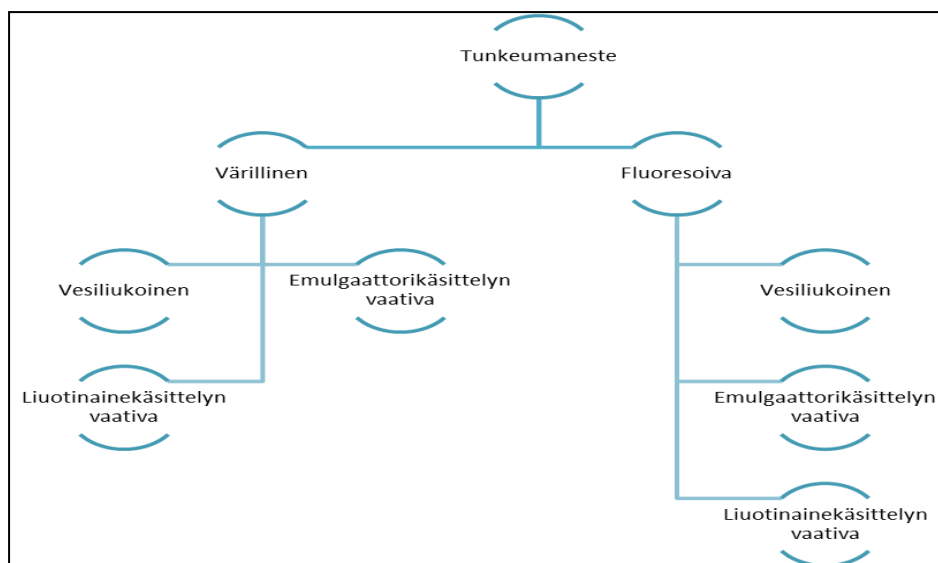 Tunkeumaneste
Värillinen
Fluoresoiva
Vesiliukoinen
Emulgaattorikäsittelyn
vaativa
Liuotinainekäsittelyn
vaativa
Vesiliukoinen
Emulgaattorikäsittelyn
vaativa
Liuotinainekäsittelyn
vaativa